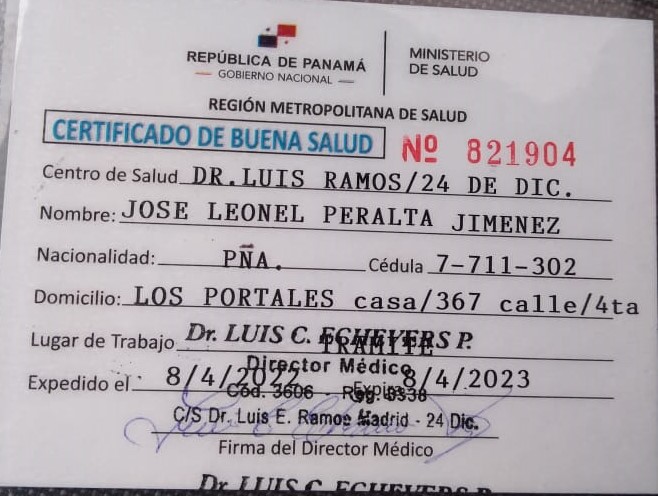 REPÚBLICA DE PANAMÁ
— GOBIERNO NACIONAL —
MINISTERIO
DE SALUD
REGIÓN METROPOLITANA DE SALUD
CERTIFICADO DE BUENA SALUD Nº 821904
Centro de Salud DR.LUIS RAMOS/24 DE DIC.
Nombre: JOSE LEONEL PERALTA JIMENEZ
Nacionalidad: PÑA. Cédula 7-711-302
Domicilio: LOS PORTALES casa/367 calle/4ta
Lugar de Trabajo TRAMITE
Dr. LUIS C. ECHEVERS P.
Director Médico
Expedido el 8/4/2022 Expira 8/4/2023
Cód. 3606 - Reg. 3338
C/S Dr. Luis E. Ramos Madrid - 24 Dic.
Firma del Director Médico
Dr. LUIS C. ECHEVERS P.